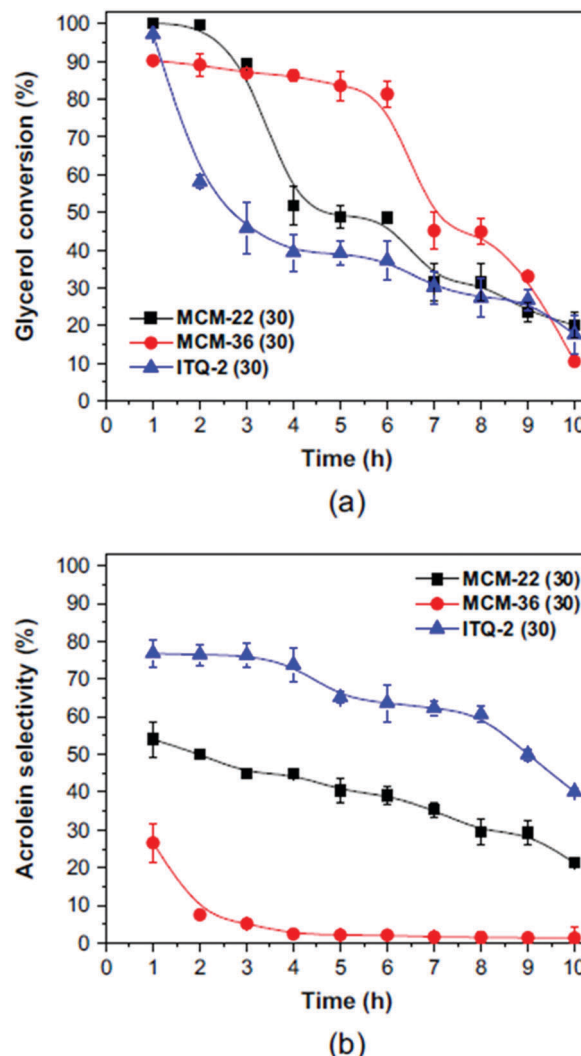 Glycerol conversion (%)
100
90
80
70
60
50
40
30
20
10
0
MCM-22 (30)
MCM-36 (30)
ITQ-2 (30)
0 1 2 3 4 5 6 7 8 9 10
Time (h)
(a)
Acrolein selectivity (%)
100
90
80
70
60
50
40
30
20
10
0
MCM-22 (30)
MCM-36 (30)
ITQ-2 (30)
0 1 2 3 4 5 6 7 8 9 10
Time (h)
(b)